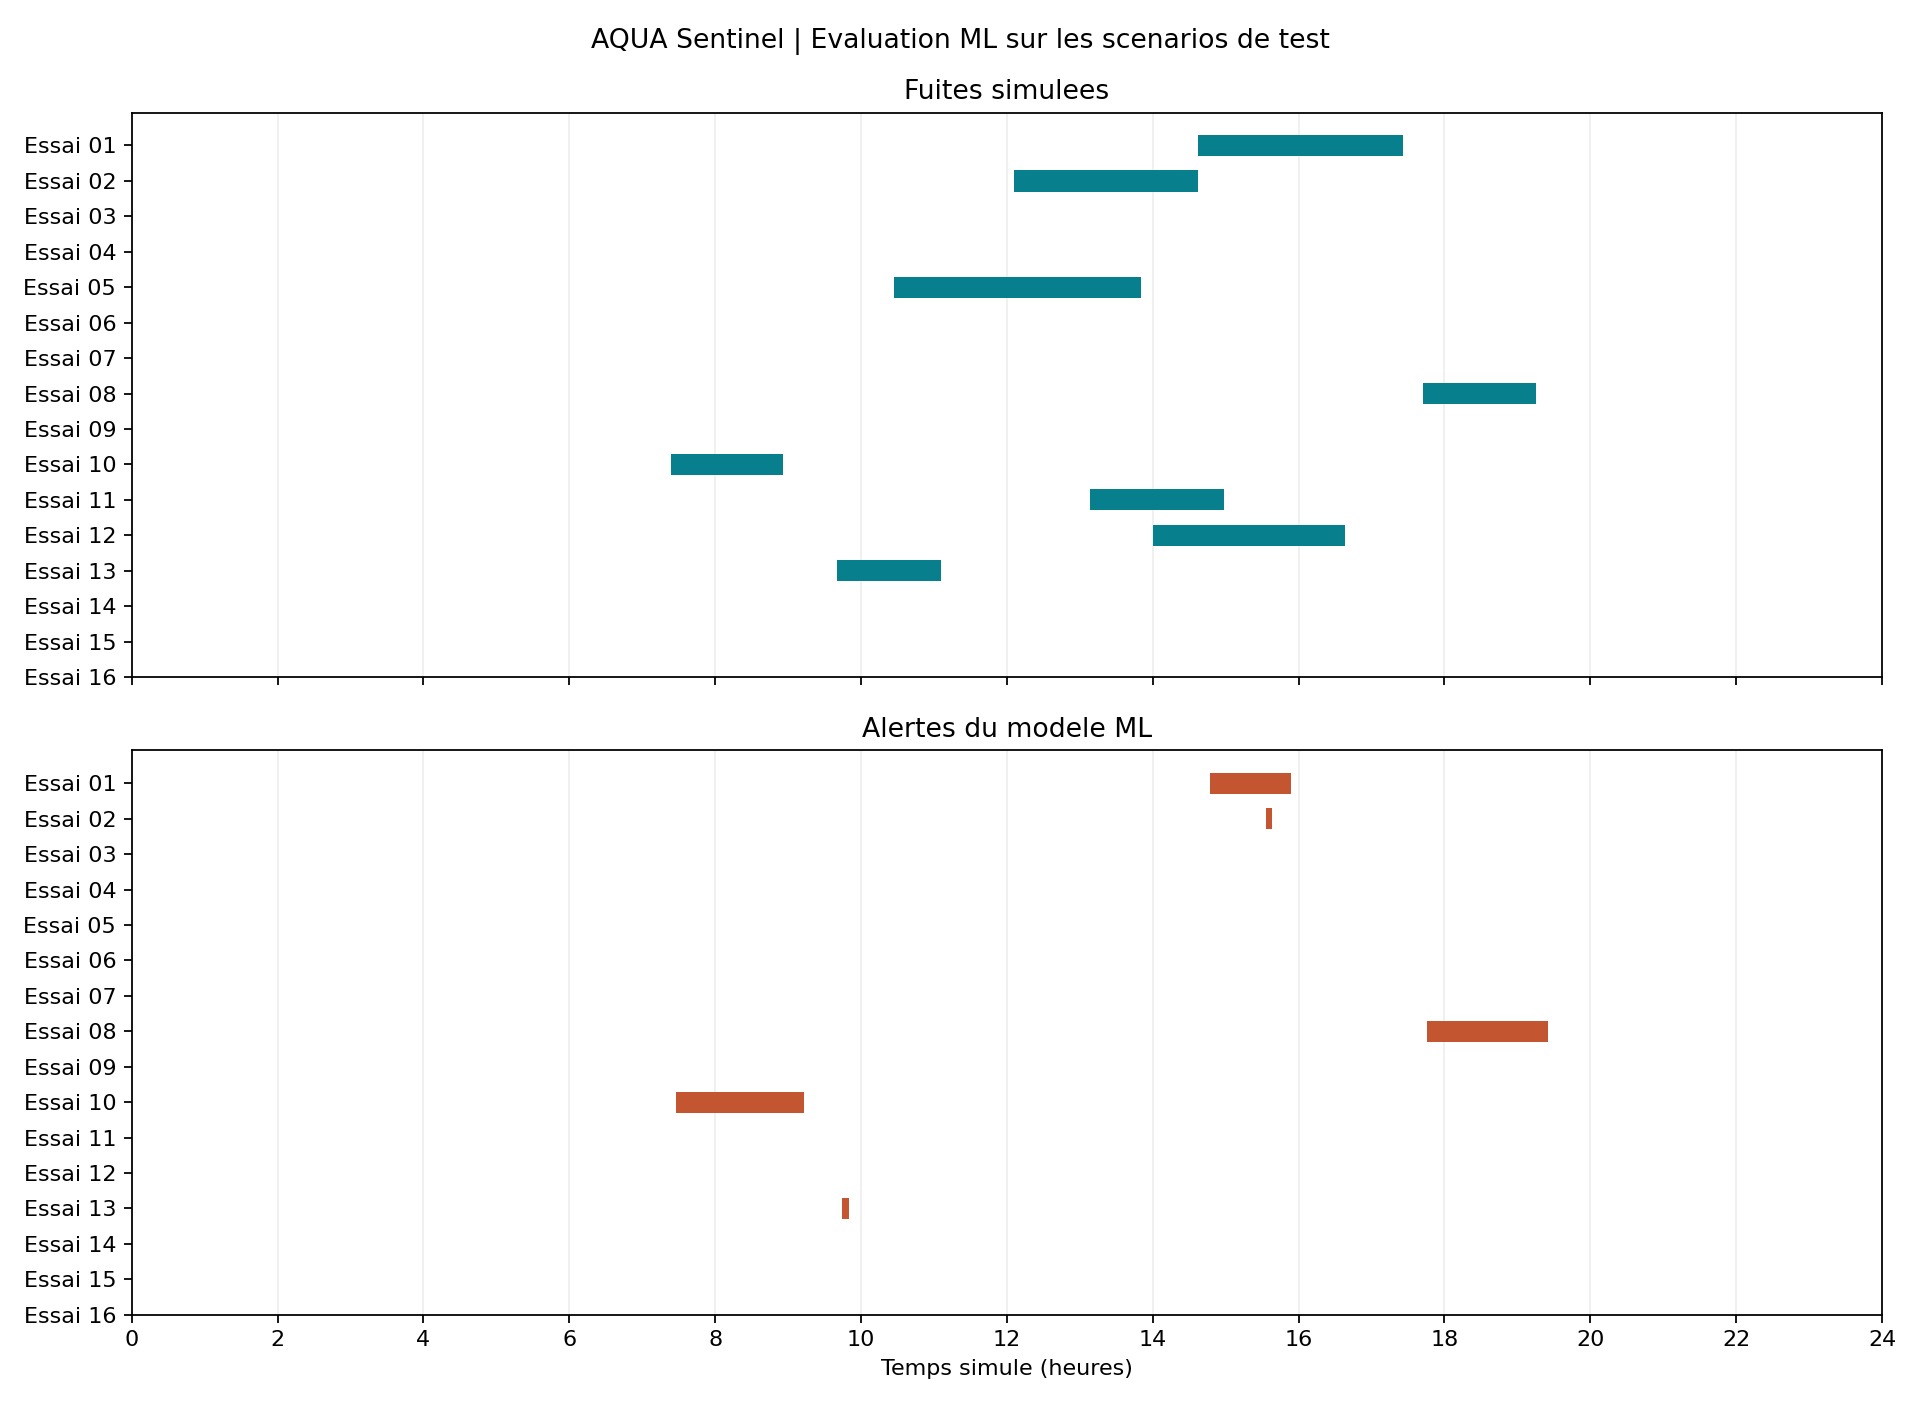 AQUA Sentinel | Evaluation ML sur les scenarios de test
Fuites simulees
Essai 01
Essai 02
Essai 03
Essai 04
Essai 05
Essai 06
Essai 07
Essai 08
Essai 09
Essai 10
Essai 11
Essai 12
Essai 13
Essai 14
Essai 15
Essai 16
Alertes du modele ML
Essai 01
Essai 02
Essai 03
Essai 04
Essai 05
Essai 06
Essai 07
Essai 08
Essai 09
Essai 10
Essai 11
Essai 12
Essai 13
Essai 14
Essai 15
Essai 16
0 2 4 6 8 10 12 14 16 18 20 22 24
Temps simule (heures)